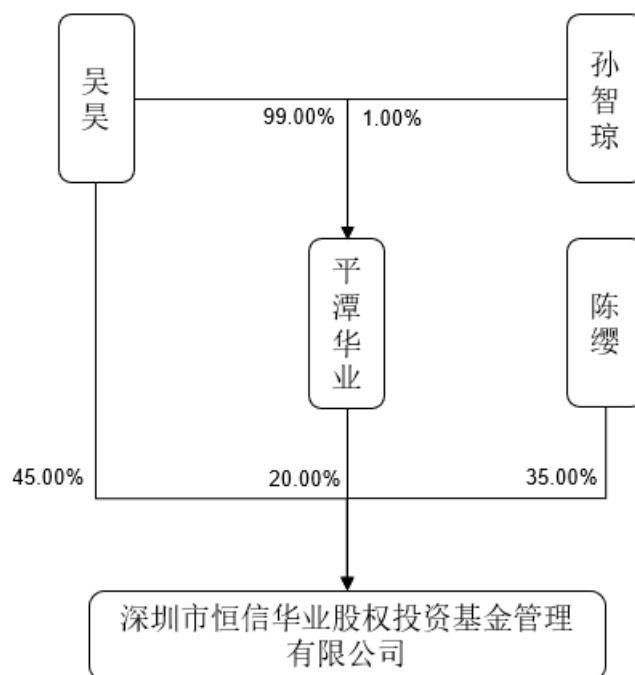 吴昊
孙智琼
99.00%
1.00%
平潭华业
陈缨
45.00%
20.00%
35.00%
深圳市恒信华业股权投资基金管理
有限公司